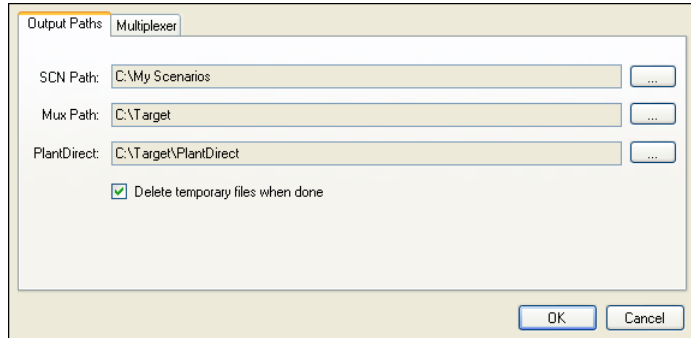 Output Paths Multiplexer
SCN Path: C:\My Scenarios ...
Mux Path: C:\Target ...
PlantDirect: C:\Target\PlantDirect ...
Delete temporary files when done
OK Cancel